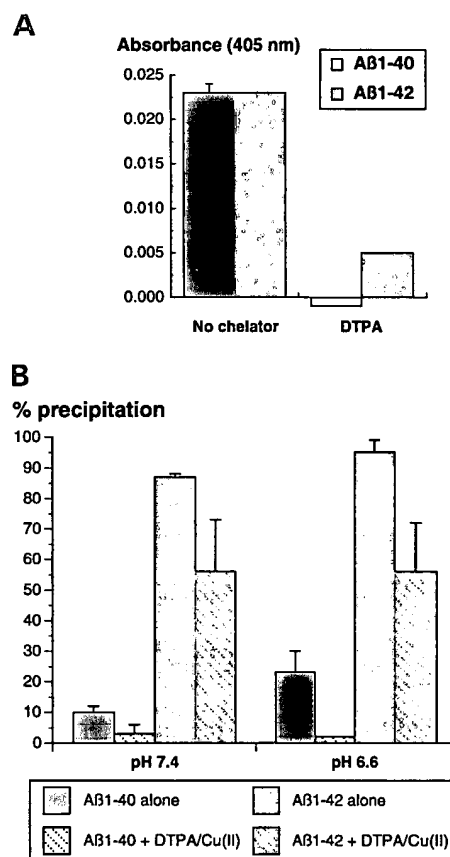 A
Absorbance (405 nm)
Aß1-40
Aß1-42
0.025
0.020
0.015
0.010
0.005
0.000
No chelator DTPA
B
% precipitation
100
90
80
70
60
50
40
30
20
10
0
pH 7.4 pH 6.6
Aß1-40 alone Aß1-42 alone
Aß1-40 + DTPA/Cu(II) Aß1-42 + DTPA/Cu(II)